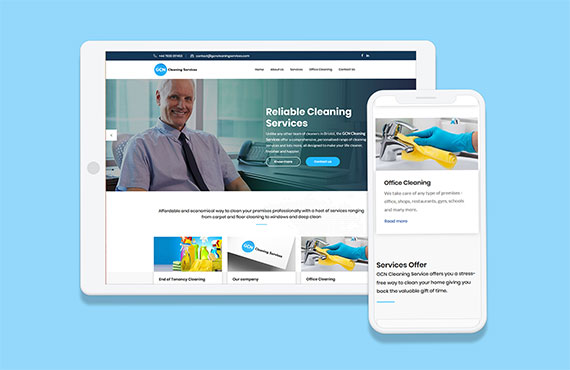 contact@gcncleaningservices.com
GCN Cleaning Services
Home About Us Services Office Cleaning Contact Us
Reliable Cleaning
Services
Unlike any other team of cleaners in Bristol, the GCN Cleaning
Services offer a comprehensive, personalised range of cleaning
services and lots more, all designed to make your life cleaner,
fresher and happier.
Know more Contact us
Affordable and economical way to clean your premises professionally with a host of services ranging
from carpet and floor cleaning to windows and deep clean
GCN Cleaning Services
End of Tenancy Cleaning Our company Office Cleaning
Office Cleaning
We take care of any type of premises -
office, shops, restaurants, gym, schools
and many more.
Read more
Services Offer
GCN Cleaning Service offers you a stress-
free way to clean your home giving you
back the valuable gift of time.